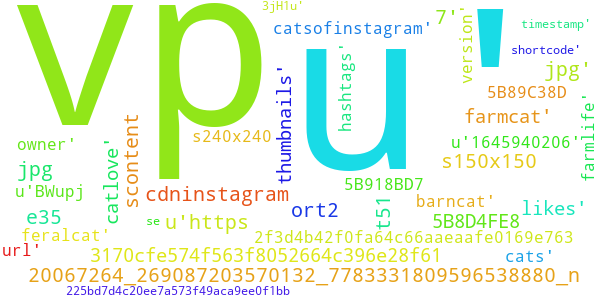 vp u '
3jH1u'
catsofinstagram'
7'
version
timestamp'
shortcode'
jpg'
5B89C38D
farmcat'
farmlife'
hashtags'
thumbnails'
s240x240
scontent
owner'
catlove'
u'1645940206'
s150x150
jpg
u'BWupj
cdninstagram
5B918BD7
barncat'
e35
se
u'https
ort2
t51
5B8D4FE8
likes'
feralcat'
2f3d4b42f0fa64c66aaeaafe0169e763
url'
3170cfe574f563f8052664c396e28f61
cats'
20067264_269087203570132_7783331809596538880_n
225bd7d4c20ee7a573f49aca9ee0f1bb